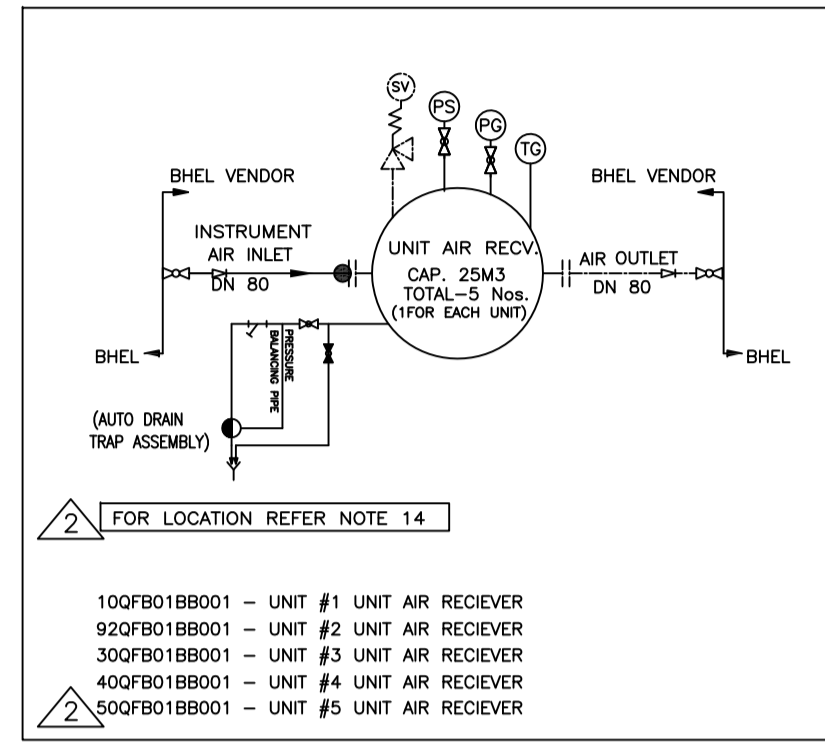 SV
PS
PG
TG
BHEL VENDOR
BHEL VENDOR
INSTRUMENT
AIR INLET
DN 80
UNIT AIR RECV.
CAP. 25M3
TOTAL-5 Nos.
(1FOR EACH UNIT)
AIR OUTLET
DN 80
BHEL
BHEL
PRESSURE
BALANCING PIPE
(AUTO DRAIN
TRAP ASSEMBLY)
2 FOR LOCATION REFER NOTE 14
10QFB01BB001 – UNIT #1 UNIT AIR RECIEVER
92QFB01BB001 – UNIT #2 UNIT AIR RECIEVER
30QFB01BB001 – UNIT #3 UNIT AIR RECIEVER
40QFB01BB001 – UNIT #4 UNIT AIR RECIEVER
2 50QFB01BB001 – UNIT #5 UNIT AIR RECIEVER